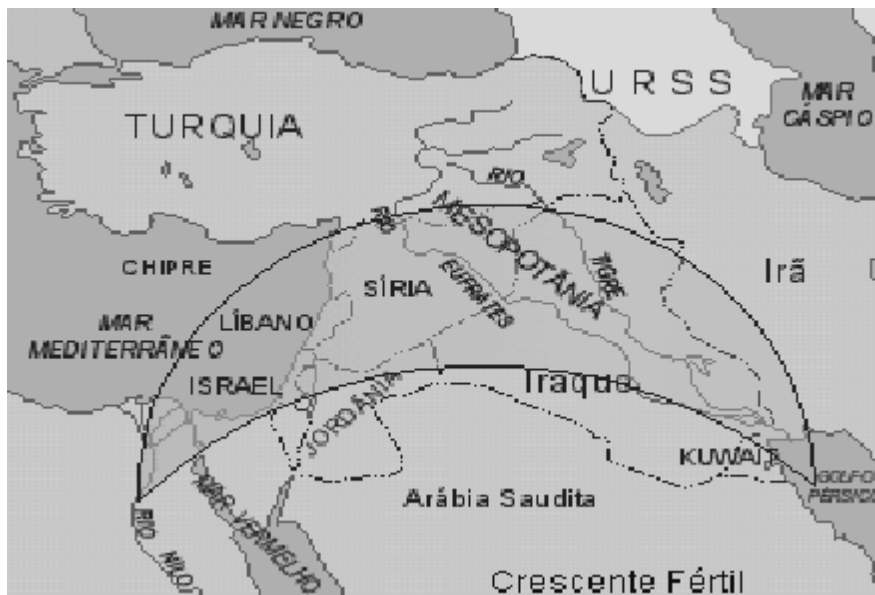 MAR NEGRO
URSS
MAR
CÁSPIO
TURQUIA
RIO
MESOPOTÂNIA
RIO
CHIPRE
Irã
TIGRE
SÍRIA
EUFRATES
LÍBANO
MAR
MEDITERRÂNEO
ISRAEL
Iraque
JORDÂNIA
KUWAIT
GOLFO
PÉRSICO
MAR VERMELHO
Arábia Saudita
RIO NILO
Crescente Fértil